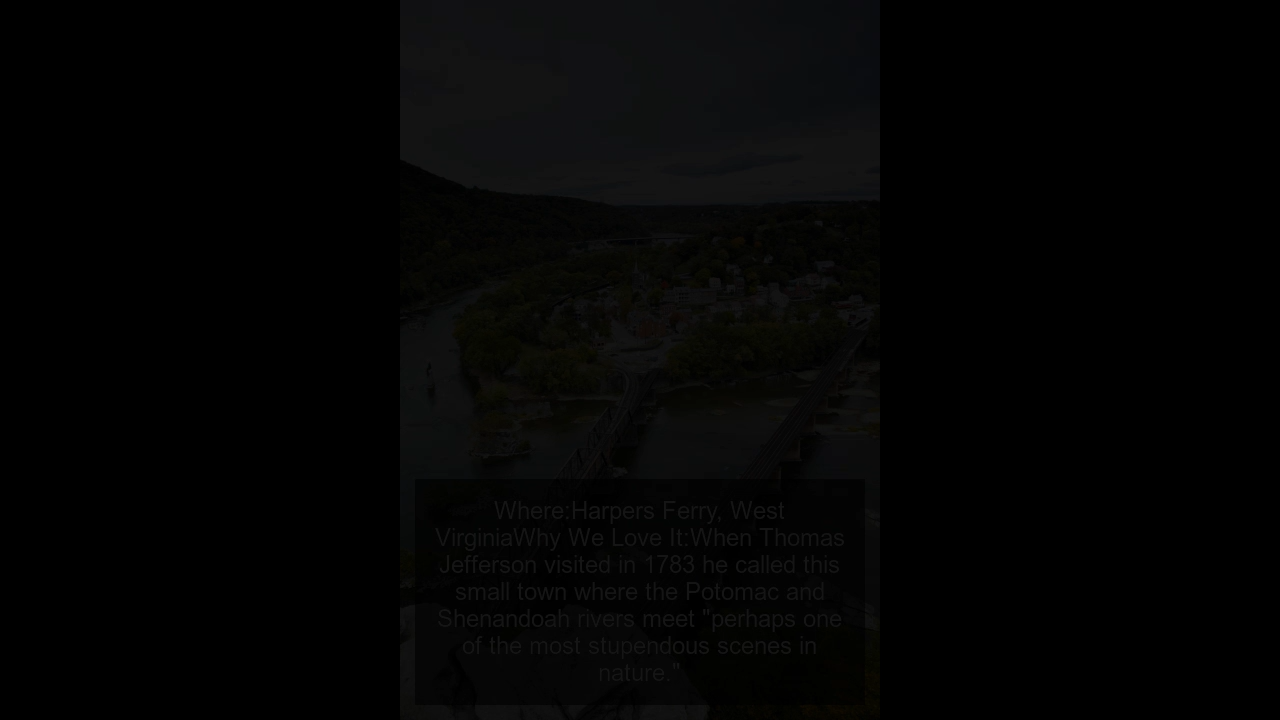 Where:Harpers Ferry, West
VirginiaWhy We Love It:When Thomas
Jefferson visited in 1783 he called this
small town where the Potomac and
Shenandoah rivers meet "perhaps one
of the most stupendous scenes in
nature."